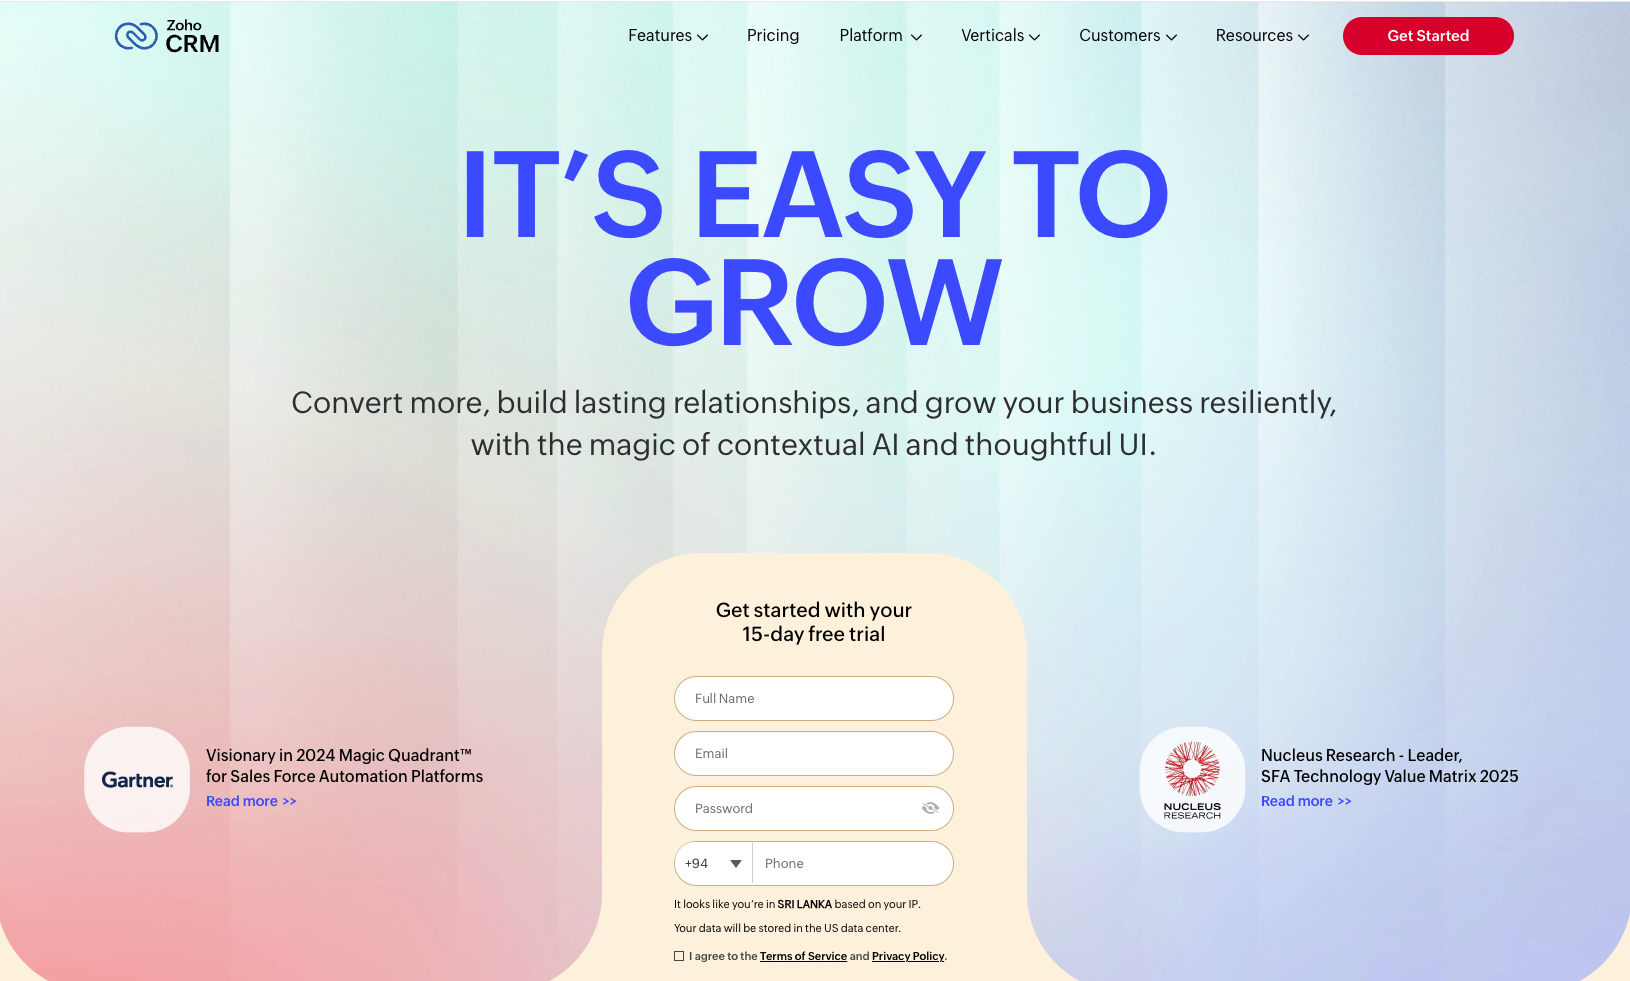 Zoho
CRM
Features
Pricing
Platform
Verticals
Customers
Resources
Get Started
IT’S EASY TO
GROW
Convert more, build lasting relationships, and grow your business resiliently,
with the magic of contextual AI and thoughtful UI.
Get started with your
15-day free trial
Full Name
Email
Password
+94
Phone
It looks like you’re in SRI LANKA based on your IP.
Your data will be stored in the US data center.
I agree to the Terms of Service and Privacy Policy.
Gartner.
Visionary in 2024 Magic Quadrant™
for Sales Force Automation Platforms
Read more >>
NUCLEUS
RESEARCH
Nucleus Research - Leader,
SFA Technology Value Matrix 2025
Read more >>